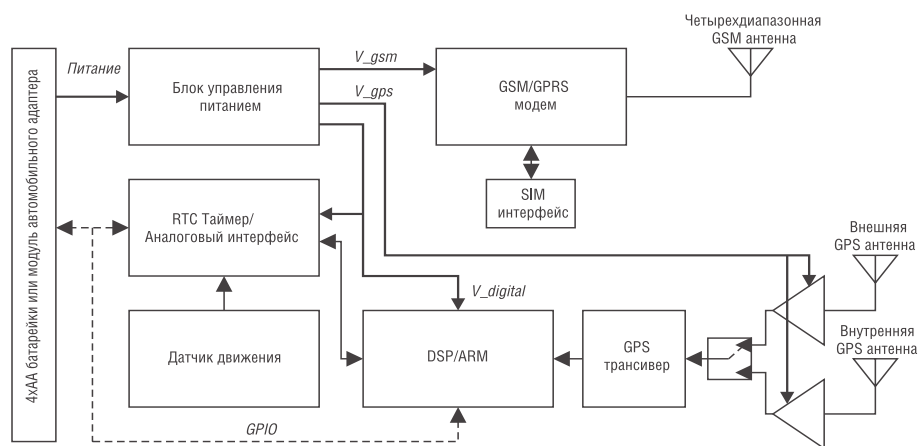 Четырехдиапазонная
GSM антенна
Питание
V_gsm
Блок управления
питанием
V_gps
GSM/GPRS
модем
SIM
интерфейс
4xAA батарейки или модуль автомобильного адаптера
RTC Таймер/
Аналоговый интерфейс
Внешняя
GPS антенна
V_digital
Датчик движения
DSP/ARM
GPS
трансивер
Внутренняя
GPS антенна
GPIO